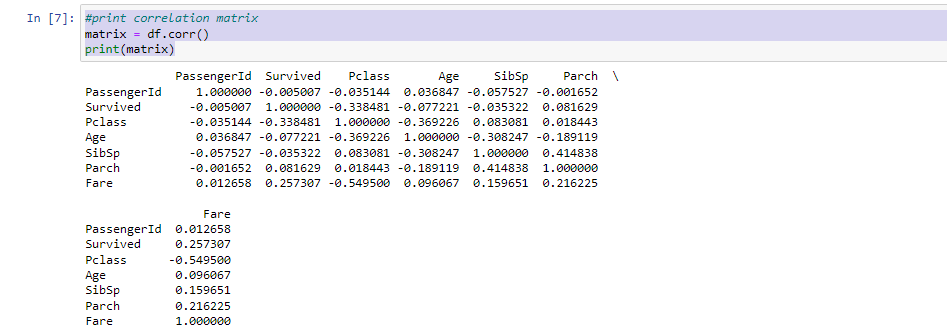 In [7]: #print correlation matrix
matrix = df.corr()
print(matrix)
PassengerId Survived Pclass Age SibSp Parch \
PassengerId 1.000000 -0.005007 -0.035144 0.036847 -0.057527 -0.001652
Survived -0.005007 1.000000 -0.338481 -0.077221 -0.035322 0.081629
Pclass -0.035144 -0.338481 1.000000 -0.369226 0.083081 0.018443
Age 0.036847 -0.077221 -0.369226 1.000000 -0.308247 -0.189119
SibSp -0.057527 -0.035322 0.083081 -0.308247 1.000000 0.414838
Parch -0.001652 0.081629 0.018443 -0.189119 0.414838 1.000000
Fare 0.012658 0.257307 -0.549500 0.096067 0.159651 0.216225
Fare
PassengerId 0.012658
Survived 0.257307
Pclass -0.549500
Age 0.096067
SibSp 0.159651
Parch 0.216225
Fare 1.000000